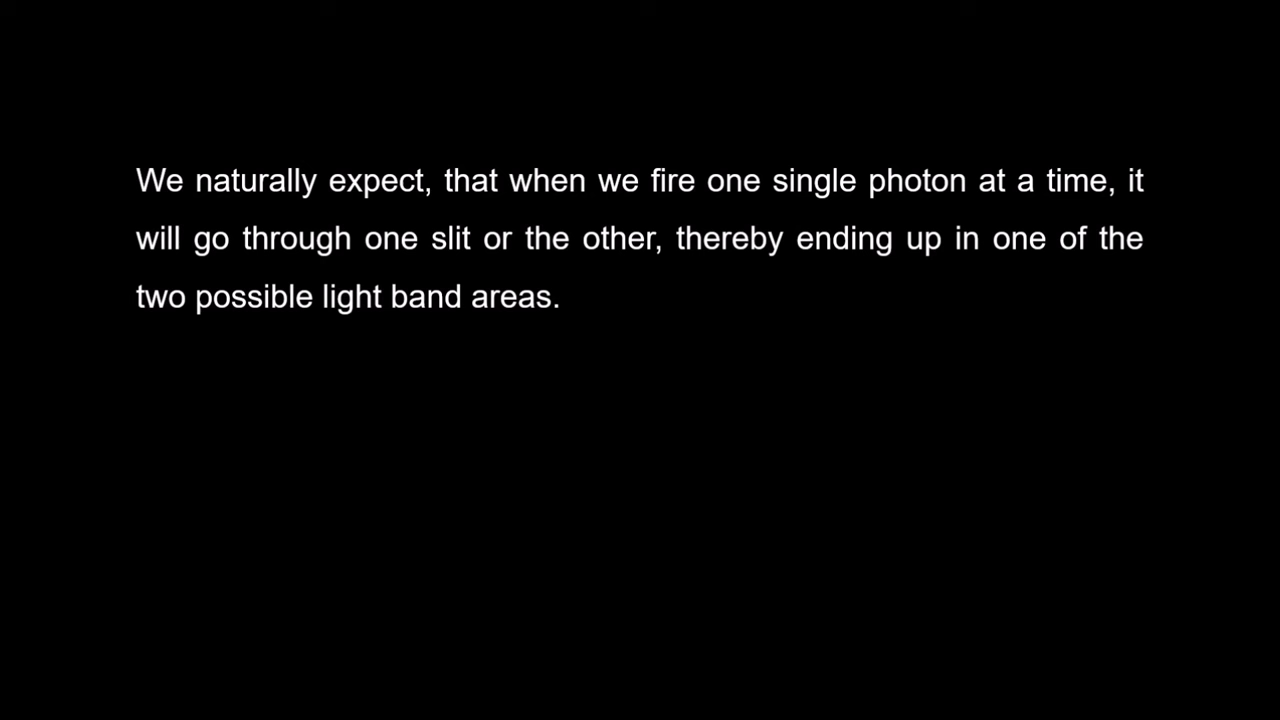 We naturally expect, that when we fire one single photon at a time, it
will go through one slit or the other, thereby ending up in one of the
two possible light band areas.